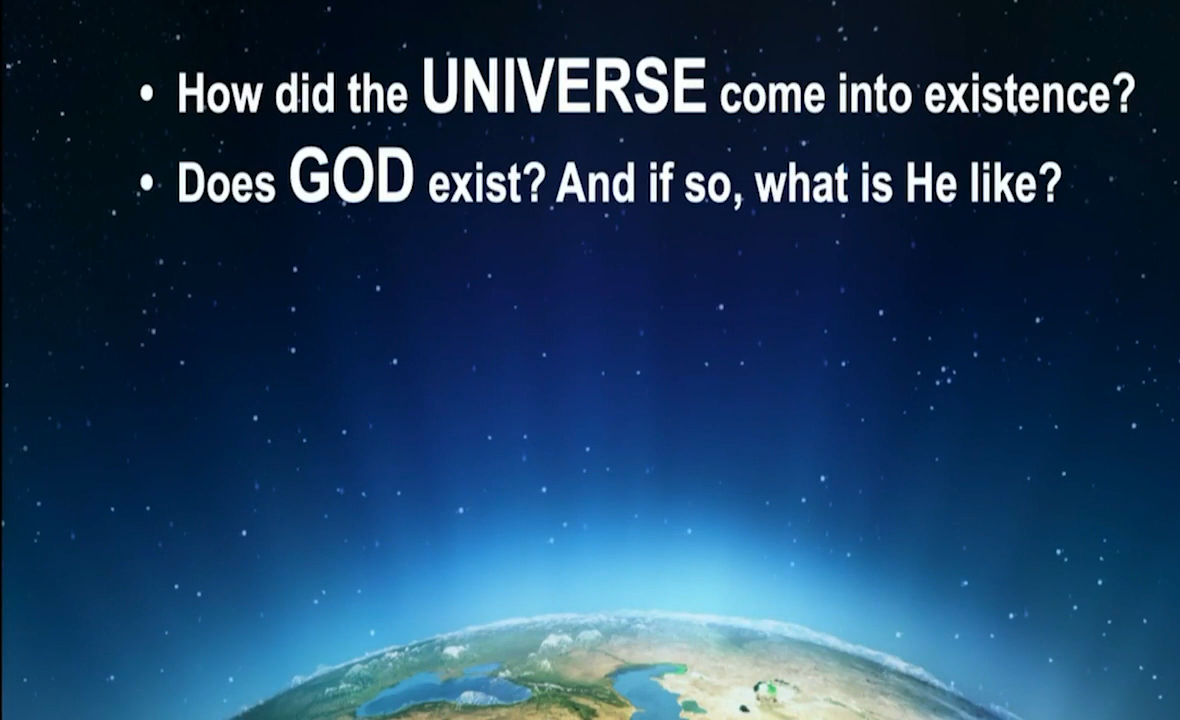 • How did the UNIVERSE come into existence?
• Does GOD exist? And if so, what is He like?